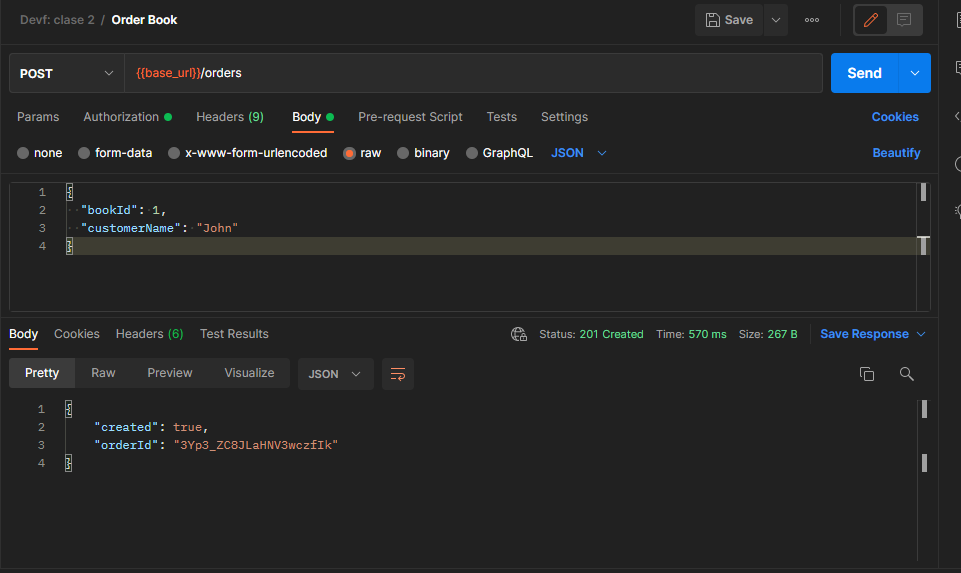 Devf: clase 2 / Order Book
Save
POST {{base_url}}/orders Send
Params Authorization Headers (9) Body Pre-request Script Tests Settings Cookies
none form-data x-www-form-urlencoded raw binary GraphQL JSON Beautify
1 {
2 "bookId": 1,
3 "customerName": "John"
4 }
Body Cookies Headers (6) Test Results Status: 201 Created Time: 570 ms Size: 267 B Save Response
Pretty Raw Preview Visualize JSON
1 {
2 "created": true,
3 "orderId": "3Yp3_ZC8JLaHNV3wczfIk"
4 }